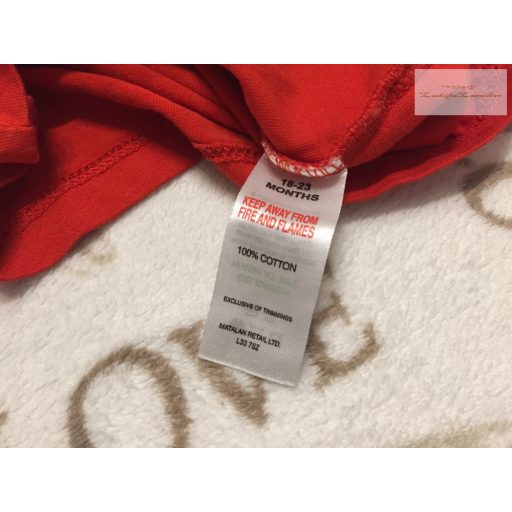 18-23
MONTHS
KEEP AWAY FROM
FIRE AND FLAMES
100% COTTON
EXCLUSIVE OF TRIMMINGS
MATALAN RETAIL LTD.
L33 7SZ
OVE